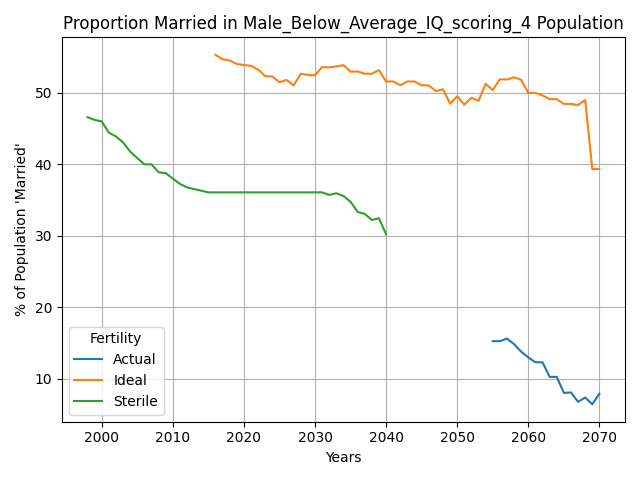 Proportion Married in Male_Below_Average_IQ_scoring_4 Population
% of Population 'Married'
50
40
30
20
10
Fertility
Actual
Ideal
Sterile
2000 2010 2020 2030 2040 2050 2060 2070
Years